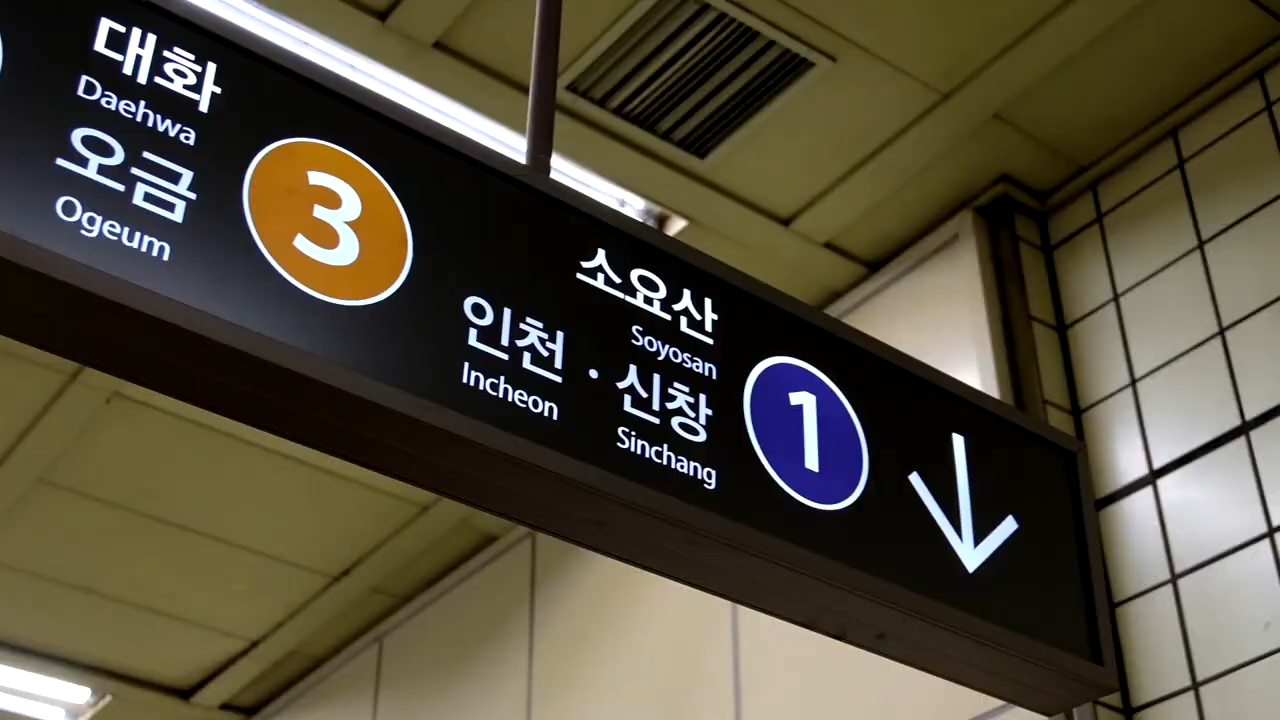 대화
Daehwa
오금
Ogeum
3
소요산
Soyosan
인천 · 신창
Incheon Sinchang
1